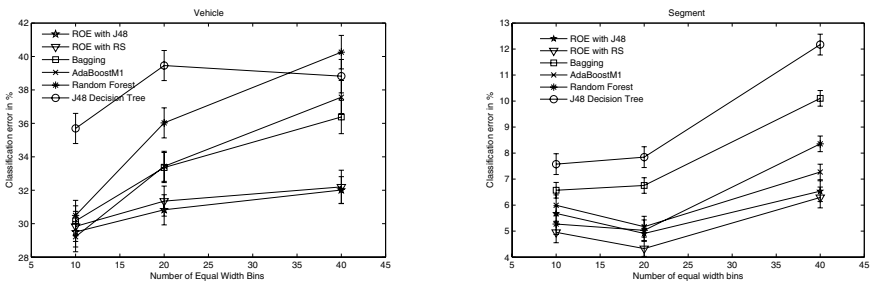 Vehicle
42
40
38
36
34
32
30
28
5
10
15
20
25
30
35
40
45
Number of Equal Width Bins
Classification error in %
ROE with J48
ROE with RS
Bagging
AdaBoostM1
Random Forest
J48 Decision Tree
Segment
13
12
11
10
9
8
7
6
5
4
5
10
15
20
25
30
35
40
45
Number of equal width bins
Classification error in %
ROE with J48
ROE with RS
Bagging
AdaBoostM1
Random Forest
J48 Decision Tree